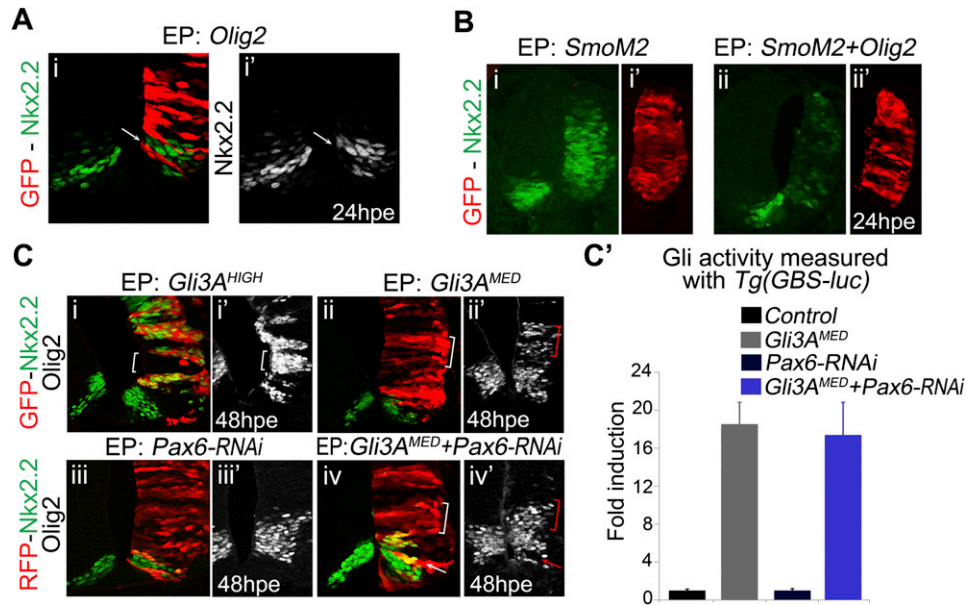 A
EP: Olig2
GFP - Nkx2.2
i
i'
Nkx2.2
24hpe
B
EP: SmoM2
EP: SmoM2+Olig2
GFP - Nkx2.2
i
i'
ii
ii'
24hpe
C
EP: Gli3A^HIGH
EP: Gli3A^MED
GFP-Nkx2.2
Olig2
i
i'
48hpe
ii
ii'
48hpe
EP: Pax6-RNAi
EP:Gli3A^MED+Pax6-RNAi
RFP-Nkx2.2
Olig2
iii
iii'
48hpe
iv
iv'
48hpe
C'
Gli activity measured
with Tg(GBS-luc)
Control
Gli3A^MED
Pax6-RNAi
Gli3A^MED+Pax6-RNAi
Fold induction
24
20
16
12
8
4
0